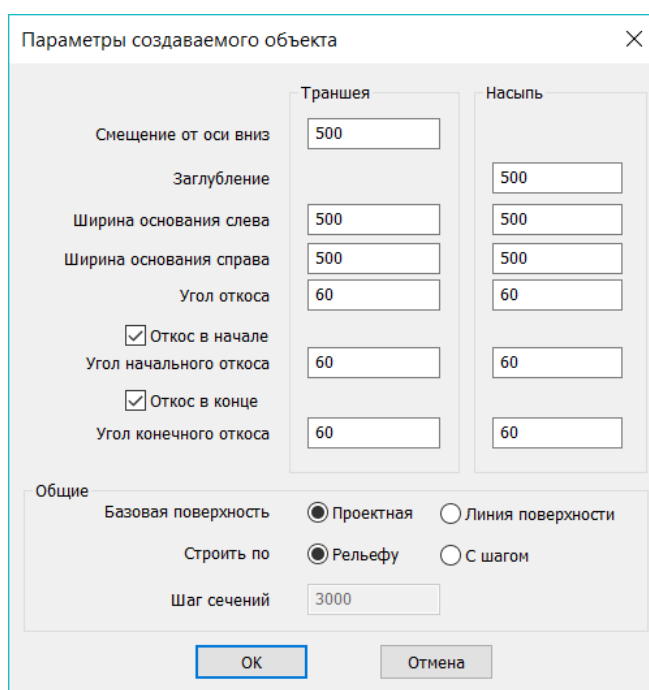 Параметры создаваемого объекта
Траншея Насыпь
Смещение от оси вниз 500
Заглубление 500
Ширина основания слева 500 500
Ширина основания справа 500 500
Угол откоса 60 60
Откос в начале
Угол начального откоса 60 60
Откос в конце
Угол конечного откоса 60 60
Общие
Базовая поверхность Проектная Линия поверхности
Строить по Рельефу С шагом
Шаг сечений 3000
ОК Отмена